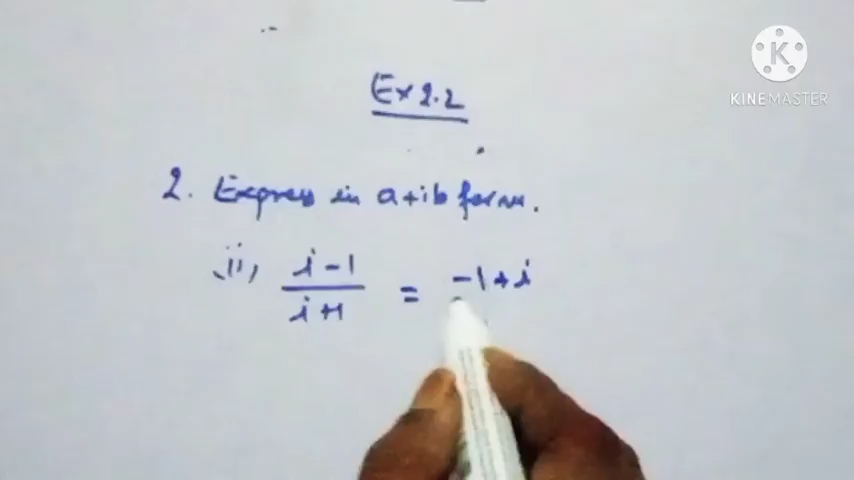 Ex 2.2
2. Express in a+ib form.
ii) i-1/i+1 = -1+i
KINEMASTER